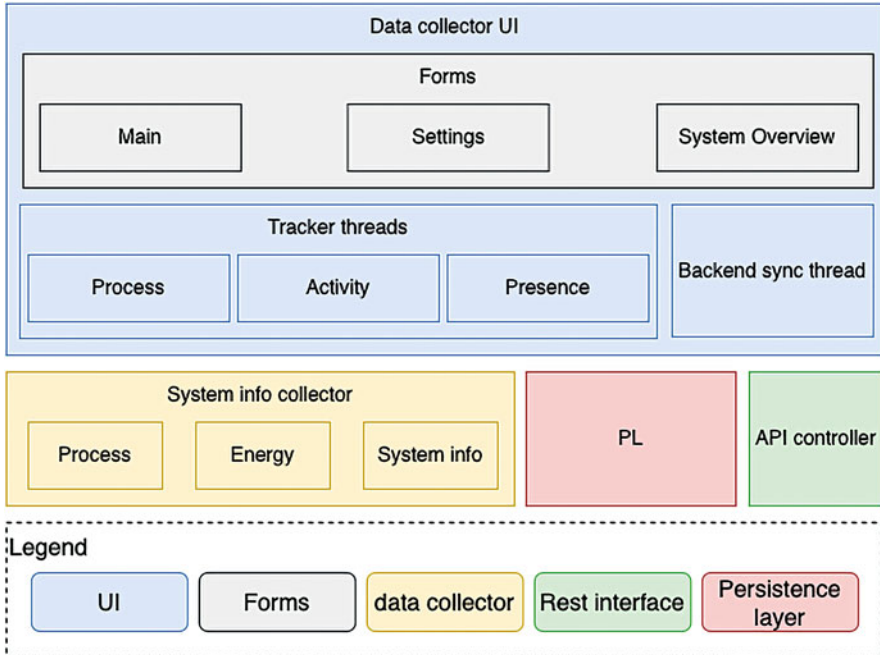 Data collector UI
Forms
Main
Settings
System Overview
Tracker threads
Process
Activity
Presence
Backend sync thread
System info collector
Process
Energy
System info
PL
API controller
Legend
UI
Forms
data collector
Rest interface
Persistence
layer